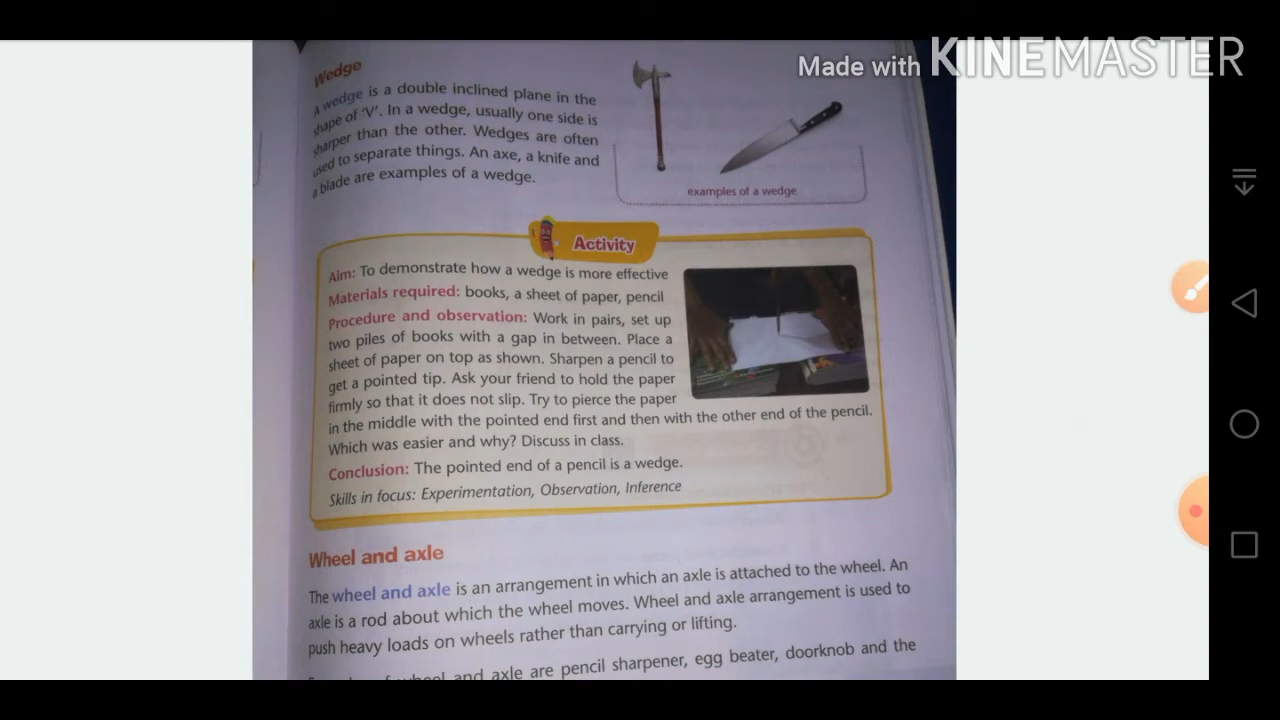 Made with KINEMASTER
Wedge
A wedge is a double inclined plane in the
shape of 'V'. In a wedge, usually one side is
sharper than the other. Wedges are often
used to separate things. An axe, a knife and
a blade are examples of a wedge.
examples of a wedge
Activity
Aim: To demonstrate how a wedge is more effective
Materials required: books, a sheet of paper, pencil
Procedure and observation: Work in pairs, set up
two piles of books with a gap in between. Place a
sheet of paper on top as shown. Sharpen a pencil to
get a pointed tip. Ask your friend to hold the paper
firmly so that it does not slip. Try to pierce the paper
in the middle with the pointed end first and then with the other end of the pencil.
Which was easier and why? Discuss in class.
Conclusion: The pointed end of a pencil is a wedge.
Skills in focus: Experimentation, Observation, Inference
Wheel and axle
The wheel and axle is an arrangement in which an axle is attached to the wheel. An
axle is a rod about which the wheel moves. Wheel and axle arrangement is used to
push heavy loads on wheels rather than carrying or lifting.
wheel and axle are pencil sharpener, egg beater, doorknob and the